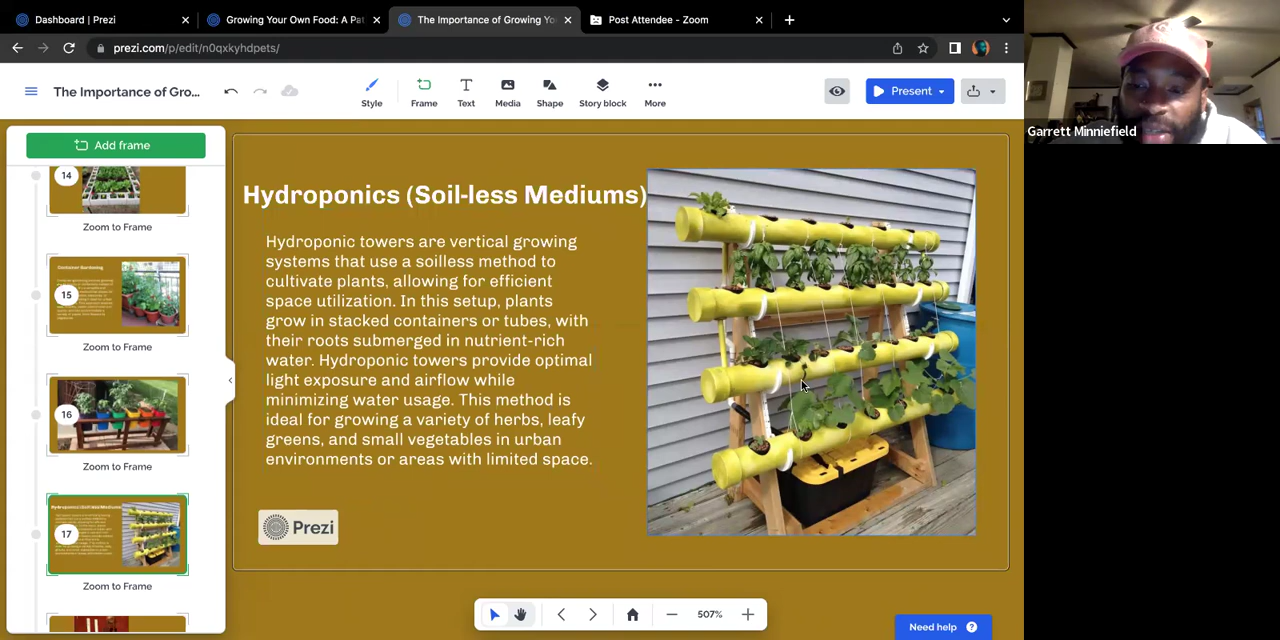 Dashboard | Prezi
Growing Your Own Food: A Pat
The Importance of Growing Yo
Post Attendee - Zoom
prezi.com/p/edit/n0qxkyhdpets/
The Importance of Gro...
Style
Frame
Text
Media
Shape
Story block
More
Present
Garrett Minniefield
Add frame
14
Zoom to Frame
15
Zoom to Frame
16
Zoom to Frame
17
Zoom to Frame
Hydroponics (Soil-less Mediums)
Hydroponic towers are vertical growing
systems that use a soilless method to
cultivate plants, allowing for efficient
space utilization. In this setup, plants
grow in stacked containers or tubes, with
their roots submerged in nutrient-rich
water. Hydroponic towers provide optimal
light exposure and airflow while
minimizing water usage. This method is
ideal for growing a variety of herbs, leafy
greens, and small vegetables in urban
environments or areas with limited space.
Prezi
507%
Need help ?